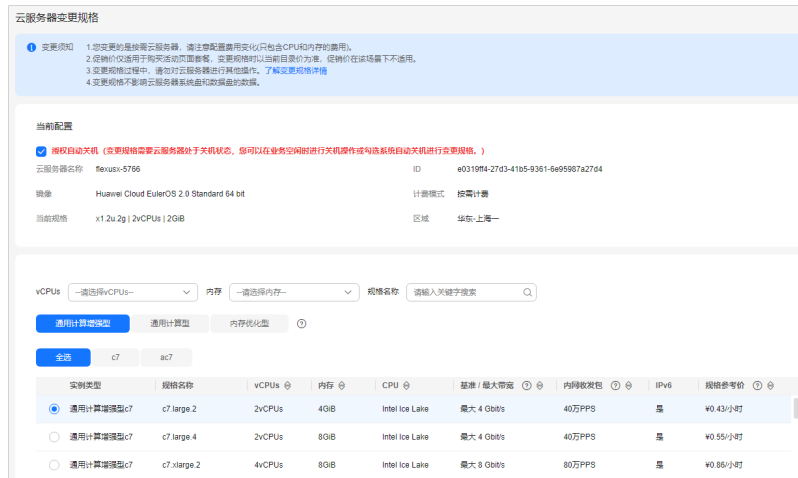 云服务器变更规格
变更须知 1.您变更的是按需云服务器，请注意配置费用变化(只包含CPU和内存的费用)。
2.促销价仅适用于购买活动页面套餐，变更规格时以当前目录价为准，促销价在该场景下不适用。
3.变更规格过程中，请勿对云服务器进行其他操作。了解变更规格详情
4.变更规格不影响云服务器系统盘和数据盘的数据。
当前配置
授权自动关机（变更规格需要云服务器处于关机状态，您可以在业务空闲时进行关机操作或勾选系统自动关机进行变更规格。）
云服务器名称 flexusx-5766 ID e0319ff4-27d3-41b5-9361-6e95987a27d4
镜像 Huawei Cloud EulerOS 2.0 Standard 64 bit 计费模式 按需计费
当前规格 x1.2u.2g | 2vCPUs | 2GiB 区域 华东-上海一
vCPUs --请选择vCPUs-- 内存 --请选择内存-- 规格名称 请输入关键字搜索
通用计算增强型 通用计算型 内存优化型
全选 c7 ac7
实例类型 规格名称 vCPUs 内存 CPU 基准 / 最大带宽 内网收发包 IPv6 规格参考价
通用计算增强型c7 c7.large.2 2vCPUs 4GiB Intel Ice Lake 最大 4 Gbit/s 40万PPS 是 ¥0.43/小时
通用计算增强型c7 c7.large.4 2vCPUs 8GiB Intel Ice Lake 最大 4 Gbit/s 40万PPS 是 ¥0.55/小时
通用计算增强型c7 c7.xlarge.2 4vCPUs 8GiB Intel Ice Lake 最大 8 Gbit/s 80万PPS 是 ¥0.86/小时